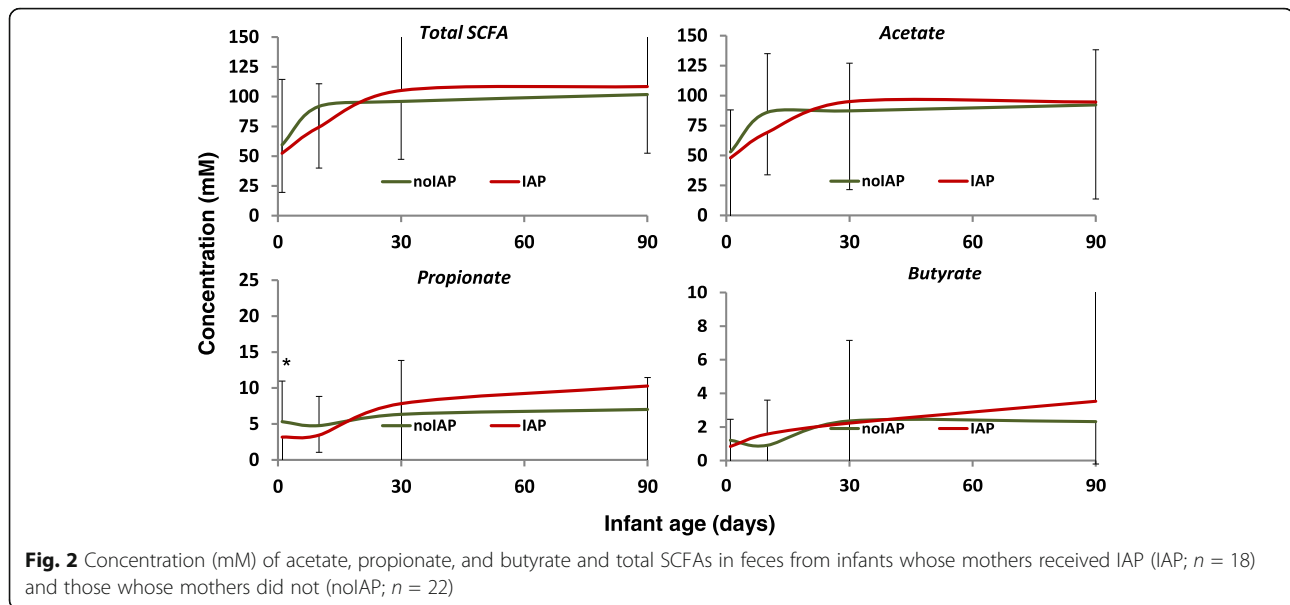 Total SCFA
150
125
100
75
50
25
0
noIAP IAP
0 30 60 90
Acetate
150
125
100
75
50
25
0
noIAP IAP
0 30 60 90
Concentration (mM)
Propionate
25
20
15
10
5
0
*
noIAP IAP
0 30 60 90
Butyrate
10
8
6
4
2
0
noIAP IAP
0 30 60 90
Infant age (days)
Fig. 2 Concentration (mM) of acetate, propionate, and butyrate and total SCFAs in feces from infants whose mothers received IAP (IAP; n = 18)
and those whose mothers did not (noIAP; n = 22)